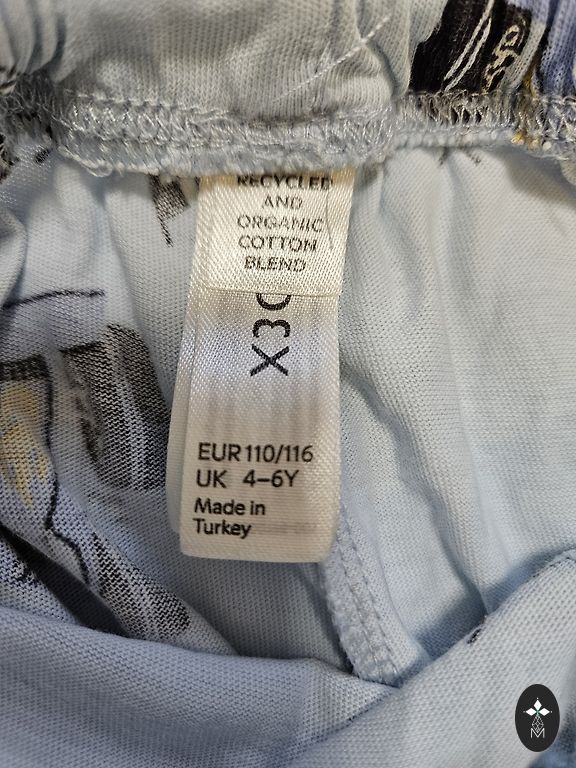 RECYCLED
AND
ORGANIC
COTTON
BLEND
EUR 110/116
UK 4-6Y
Made in
Turkey
M